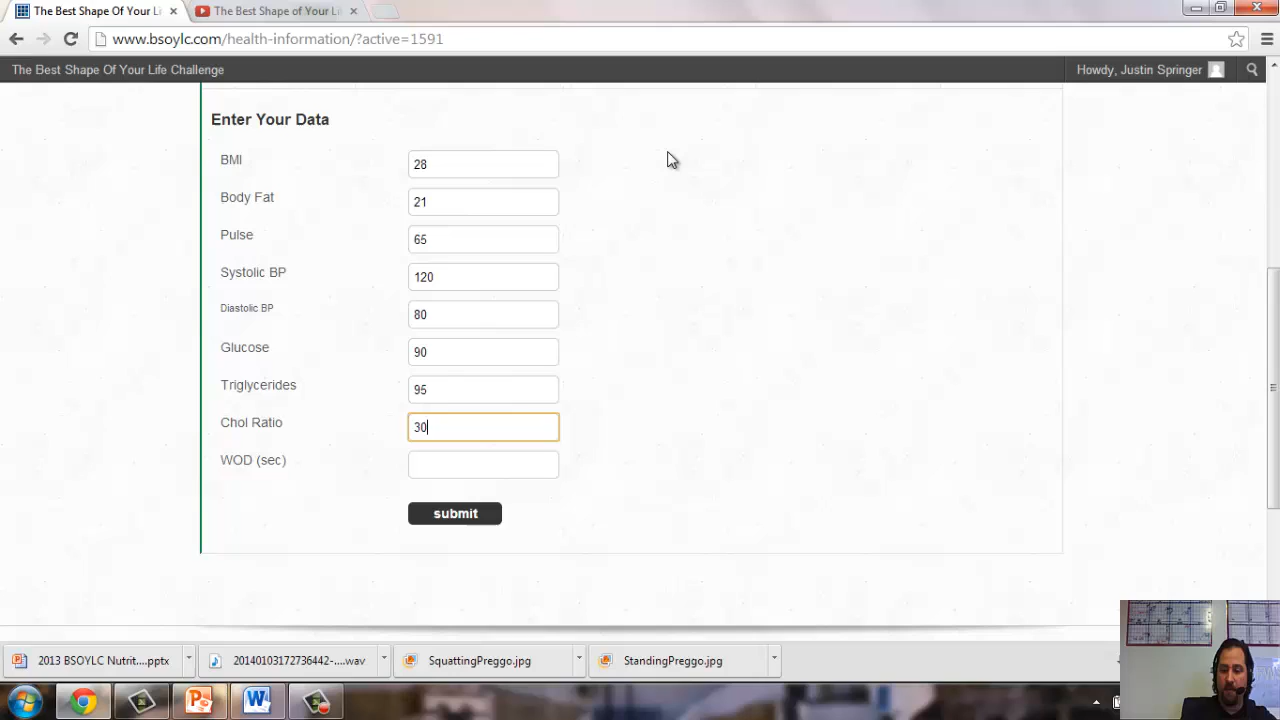 The Best Shape Of Your Li
The Best Shape of Your Li
www.bsoylc.com/health-information/?active=1591
The Best Shape Of Your Life Challenge
Howdy, Justin Springer
Enter Your Data
BMI 28
Body Fat 21
Pulse 65
Systolic BP 120
Diastolic BP 80
Glucose 90
Triglycerides 95
Chol Ratio 30
WOD (sec)
submit
2013 BSOYLC Nutrit....pptx
20140103172736442-....wav
SquattingPreggo.jpg
StandingPreggo.jpg